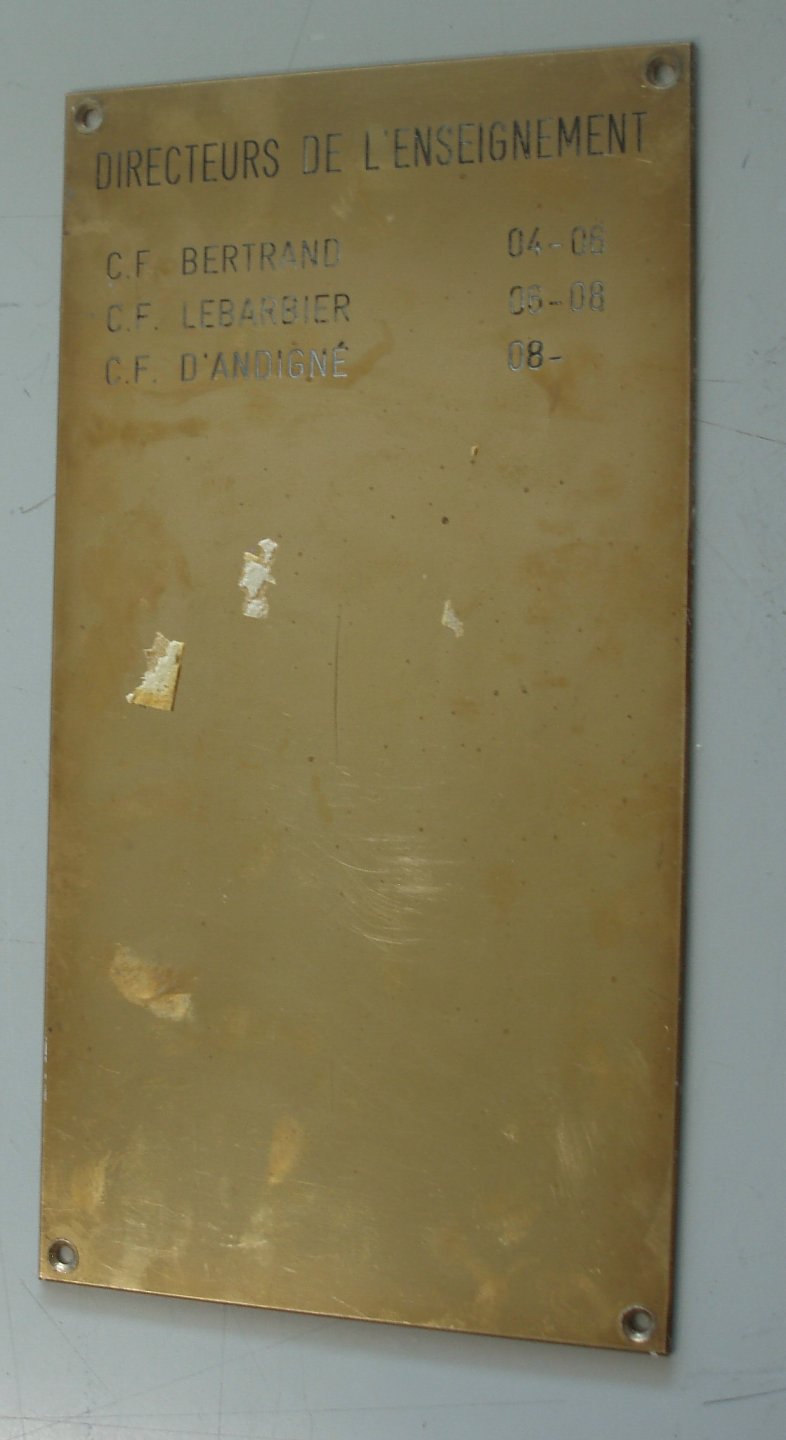 DIRECTEURS DE L'ENSEIGNEMENT
C.F. BERTRAND 04-06
C.F. LEBARBIER 06-08
C.F. D'ANDIGNÉ 08-